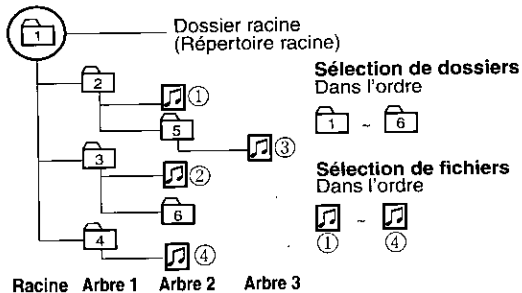 1
Dossier racine
(Répertoire racine)
2
①
5
③
3
②
6
4
④
Racine Arbre 1 Arbre 2 Arbre 3
Sélection de dossiers
Dans l'ordre
1 ~ 6
Sélection de fichiers
Dans l'ordre
~
① ④